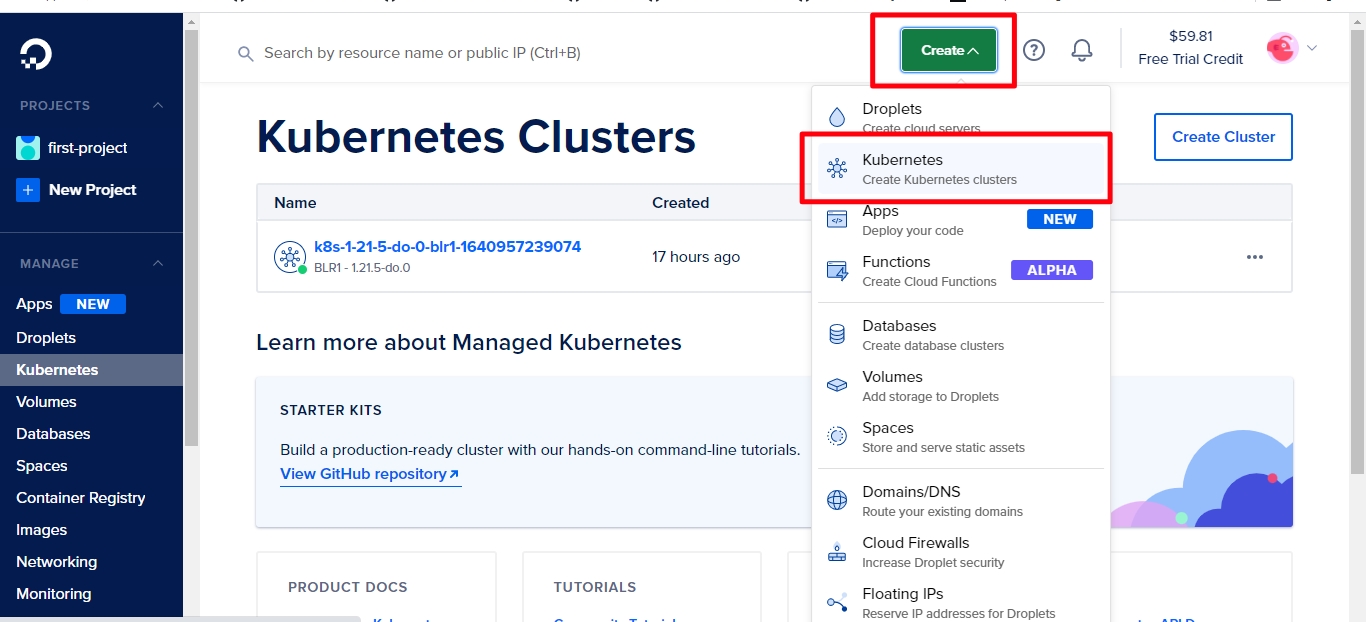 PROJECTS
first-project
+ New Project
MANAGE
Apps NEW
Droplets
Kubernetes
Volumes
Databases
Spaces
Container Registry
Images
Networking
Monitoring
Search by resource name or public IP (Ctrl+B)
Create
?
$59.81
Free Trial Credit
Kubernetes Clusters
Create Cluster
Name Created
k8s-1-21-5-do-0-blr1-1640957239074
BLR1 - 1.21.5-do.0
17 hours ago
Learn more about Managed Kubernetes
STARTER KITS
Build a production-ready cluster with our hands-on command-line tutorials.
View GitHub repository
PRODUCT DOCS
TUTORIALS
Droplets
Create cloud servers
Kubernetes
Create Kubernetes clusters
Apps
Deploy your code
NEW
Functions
Create Cloud Functions
ALPHA
Databases
Create database clusters
Volumes
Add storage to Droplets
Spaces
Store and serve static assets
Domains/DNS
Route your existing domains
Cloud Firewalls
Increase Droplet security
Floating IPs
Reserve IP addresses for Droplets